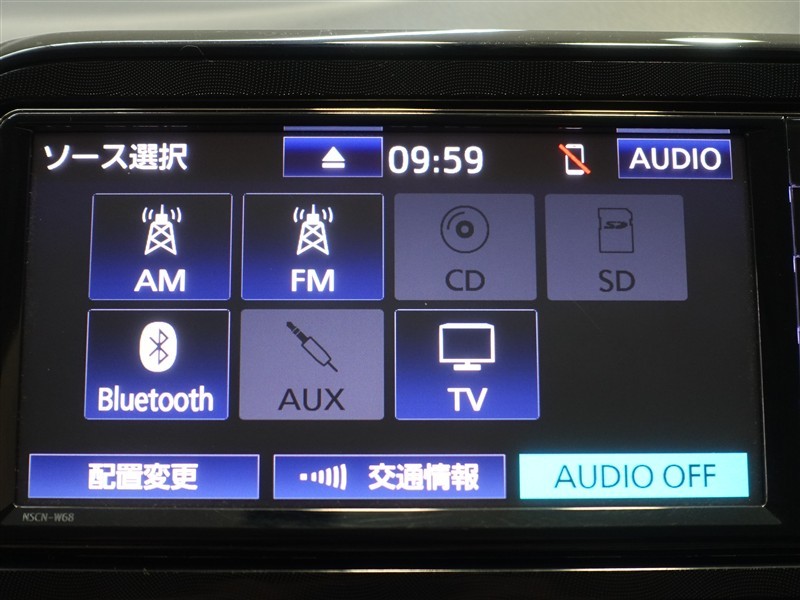 ソース選択 09:59 AUDIO
AM FM CD SD
Bluetooth AUX TV
配置変更 交通情報 AUDIO OFF
NSCN-W68